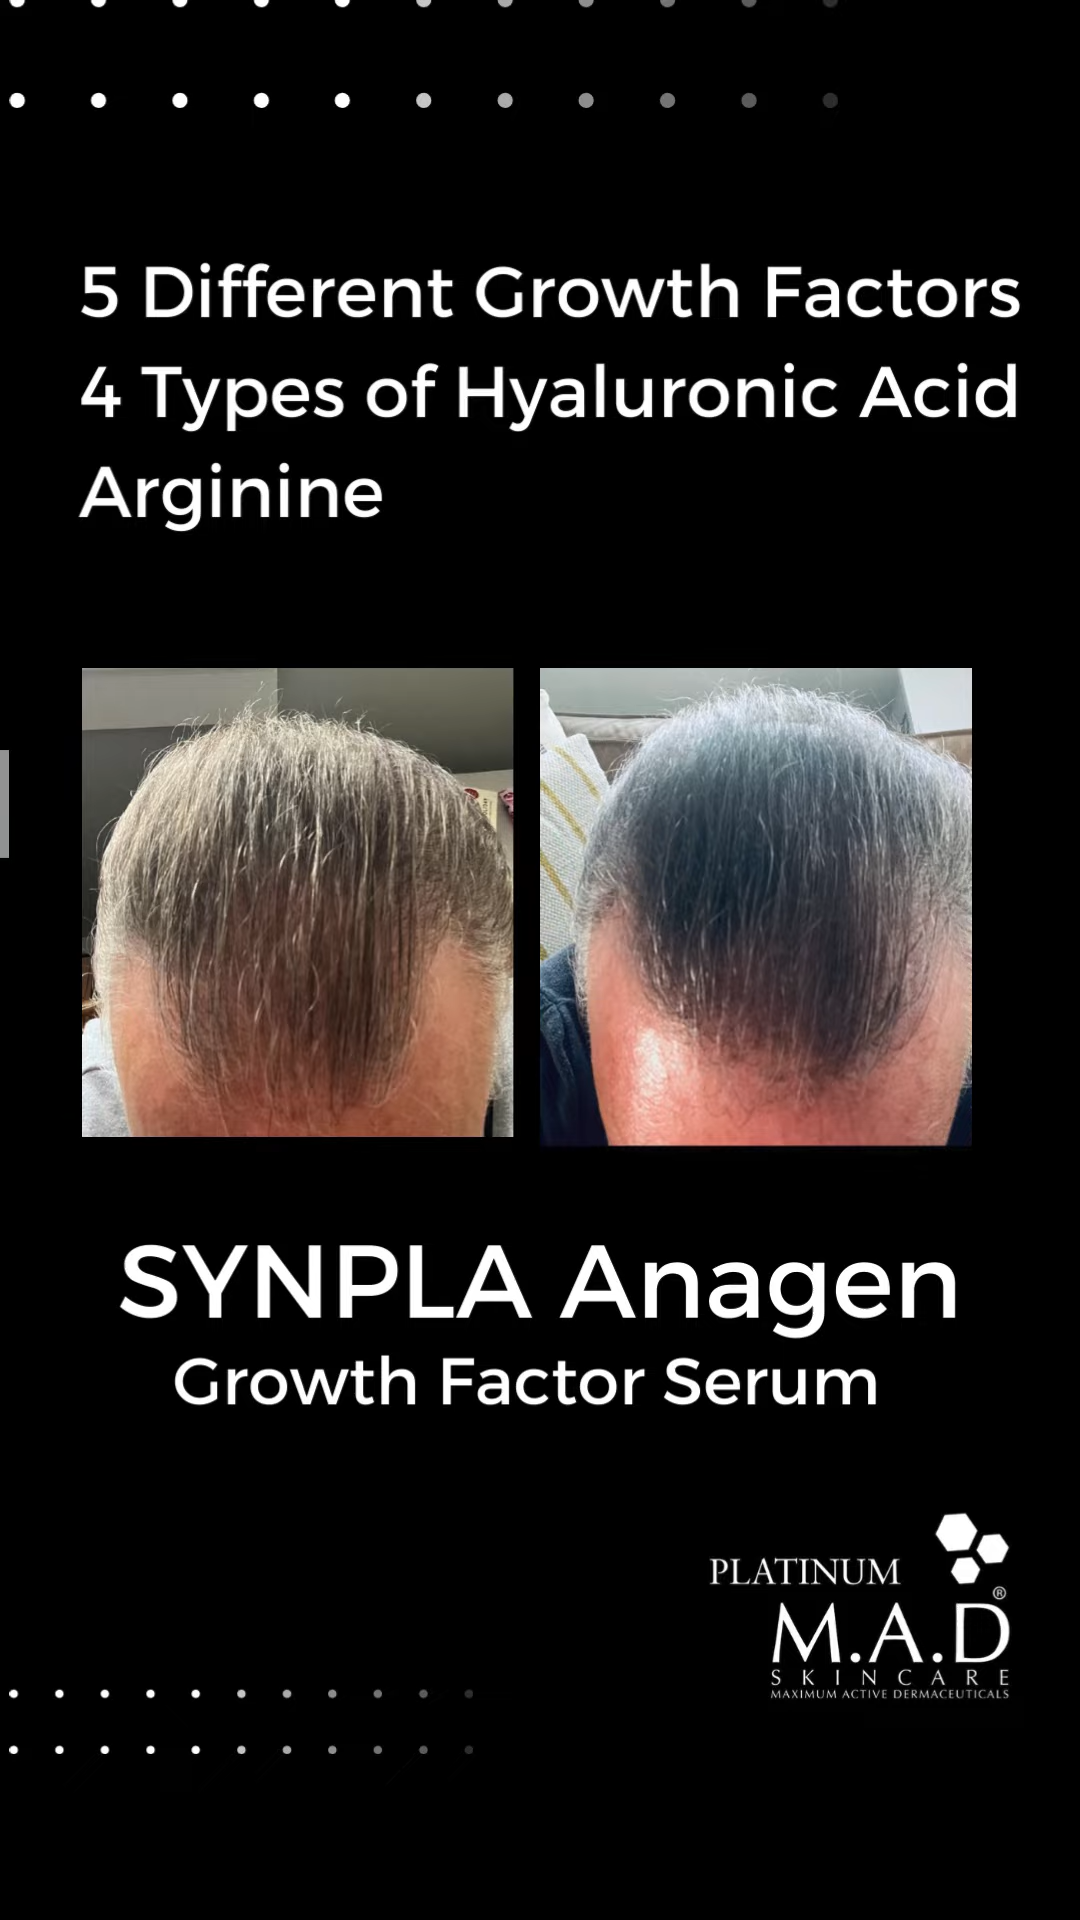 5 Different Growth Factors
4 Types of Hyaluronic Acid
Arginine
SYNPLA Anagen
Growth Factor Serum
PLATINUM
M.A.D®
SKINCARE
MAXIMUM ACTIVE DERMACEUTICALS